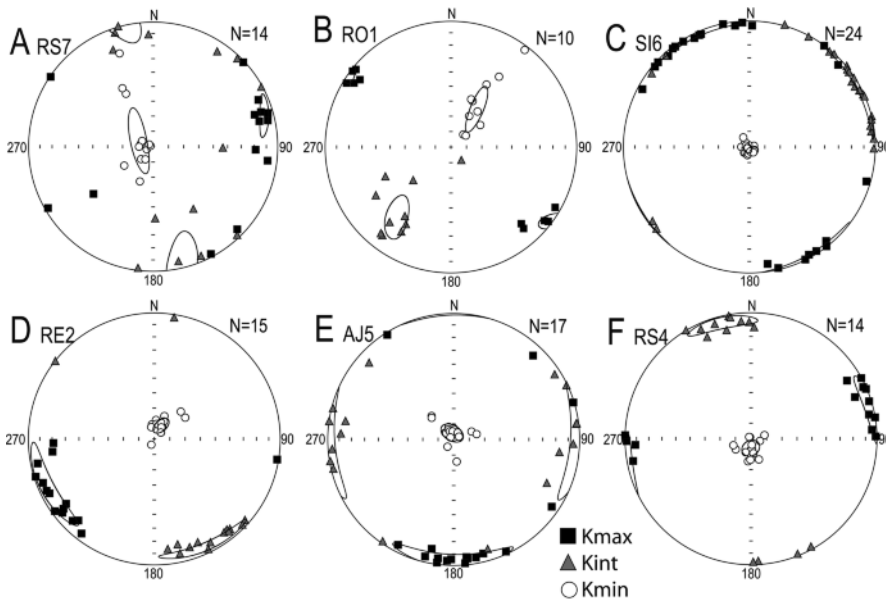 A RS7 N N=14
270 90
180
B RO1 N N=10
270 90
180
C SI6 N N=24
270 90
180
D RE2 N N=15
270 90
180
E AJ5 N N=17
270 90
180
F RS4 N N=14
270 90
180
Kmax
Kint
Kmin